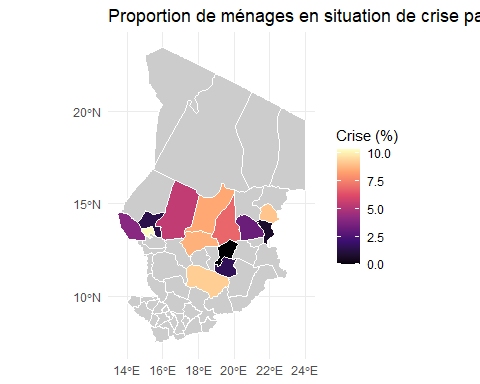 Proportion de ménages en situation de crise pa
20°N
15°N
10°N
14°E 16°E 18°E 20°E 22°E 24°E
Crise (%)
10.0
7.5
5.0
2.5
0.0